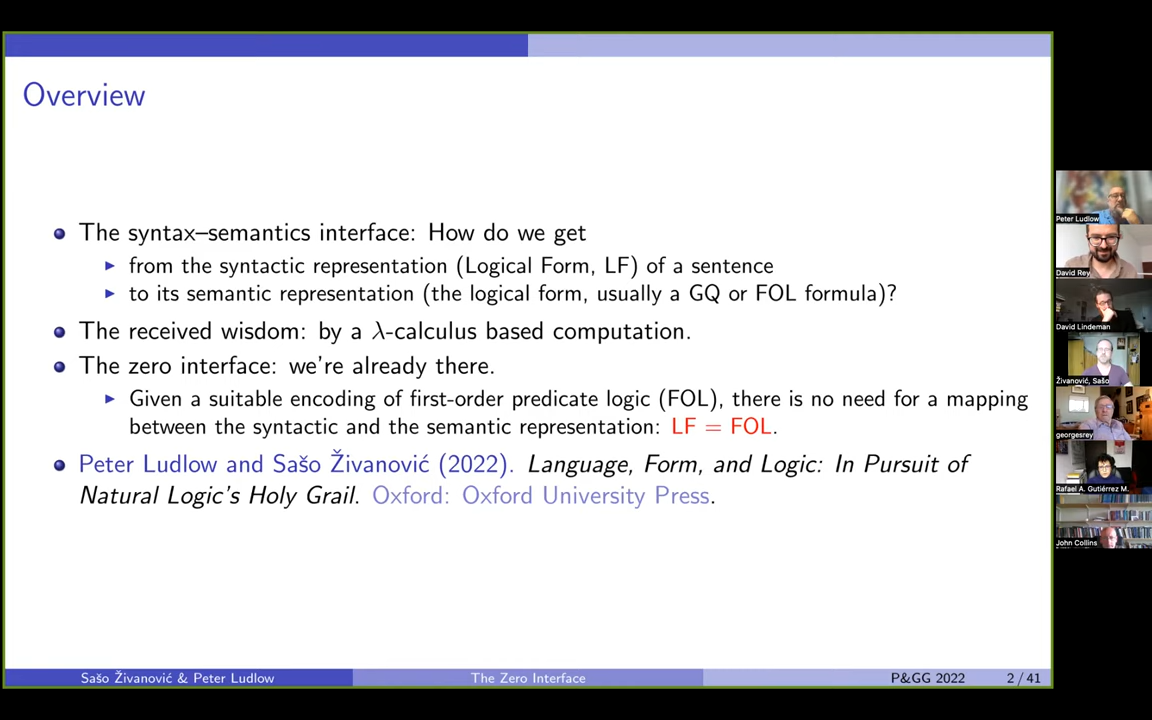 Overview
The syntax–semantics interface: How do we get
from the syntactic representation (Logical Form, LF) of a sentence
to its semantic representation (the logical form, usually a GQ or FOL formula)?
The received wisdom: by a λ-calculus based computation.
The zero interface: we're already there.
Given a suitable encoding of first-order predicate logic (FOL), there is no need for a mapping
between the syntactic and the semantic representation: LF = FOL.
Peter Ludlow and Sašo Živanović (2022). Language, Form, and Logic: In Pursuit of
Natural Logic's Holy Grail. Oxford: Oxford University Press.
Sašo Živanović & Peter Ludlow
The Zero Interface
P&GG 2022
2 / 41
Peter Ludlow
David Rey
David Lindeman
Živanović, Sašo
georgesrey
Rafael A. Gutiérrez M.
John Collins